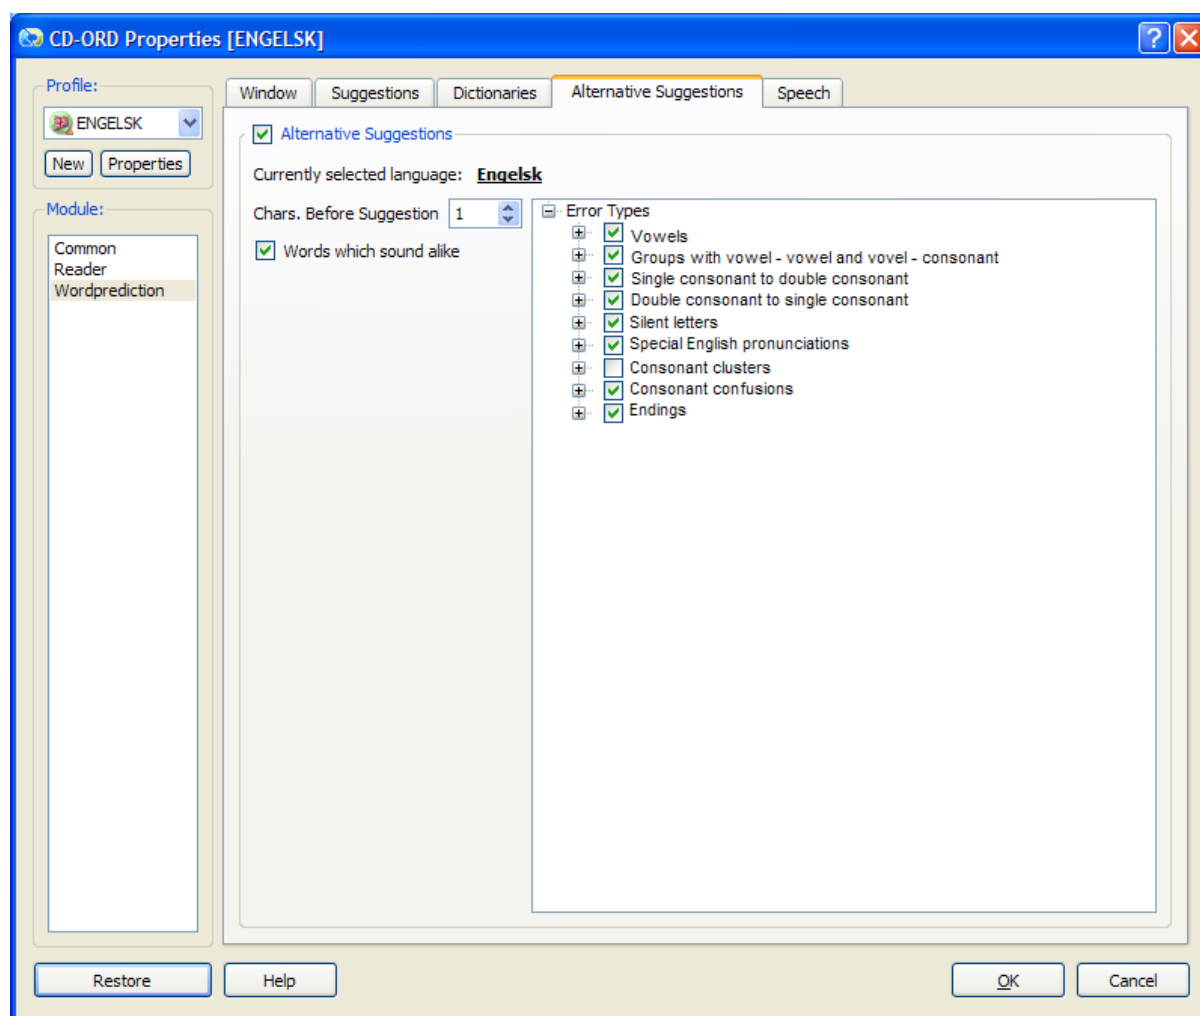 CD-ORD Properties [ENGELSK]
Profile:
ENGELSK
New Properties
Module:
Common
Reader
Wordprediction
Window Suggestions Dictionaries Alternative Suggestions Speech
Alternative Suggestions
Currently selected language: Engelsk
Chars. Before Suggestion 1
Words which sound alike
Error Types
Vowels
Groups with vowel - vowel and vovel - consonant
Single consonant to double consonant
Double consonant to single consonant
Silent letters
Special English pronunciations
Consonant clusters
Consonant confusions
Endings
Restore Help OK Cancel